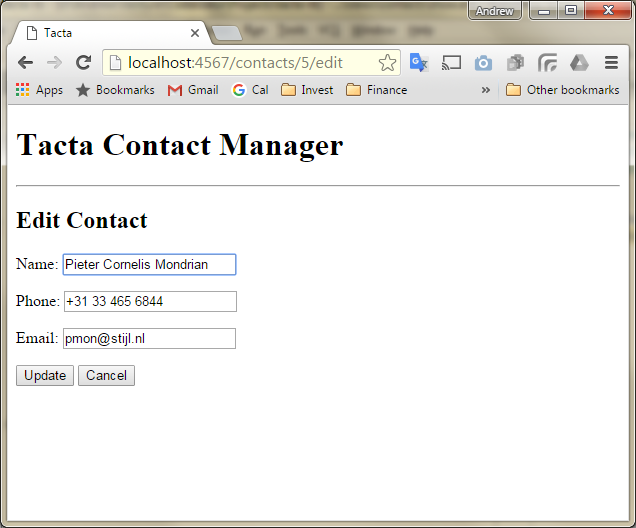 Andrew
Tacta
localhost:4567/contacts/5/edit
Apps Bookmarks Gmail Cal Invest Finance » Other bookmarks
Tacta Contact Manager
Edit Contact
Name: Pieter Cornelis Mondrian
Phone: +31 33 465 6844
Email: pmon@stijl.nl
Update Cancel